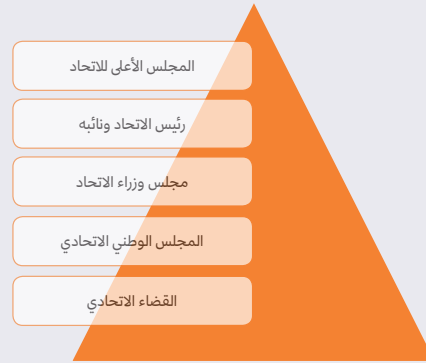 المجلس الأعلى للاتحاد
رئيس الاتحاد ونائبه
مجلس وزراء الاتحاد
المجلس الوطني الاتحادي
القضاء الاتحادي